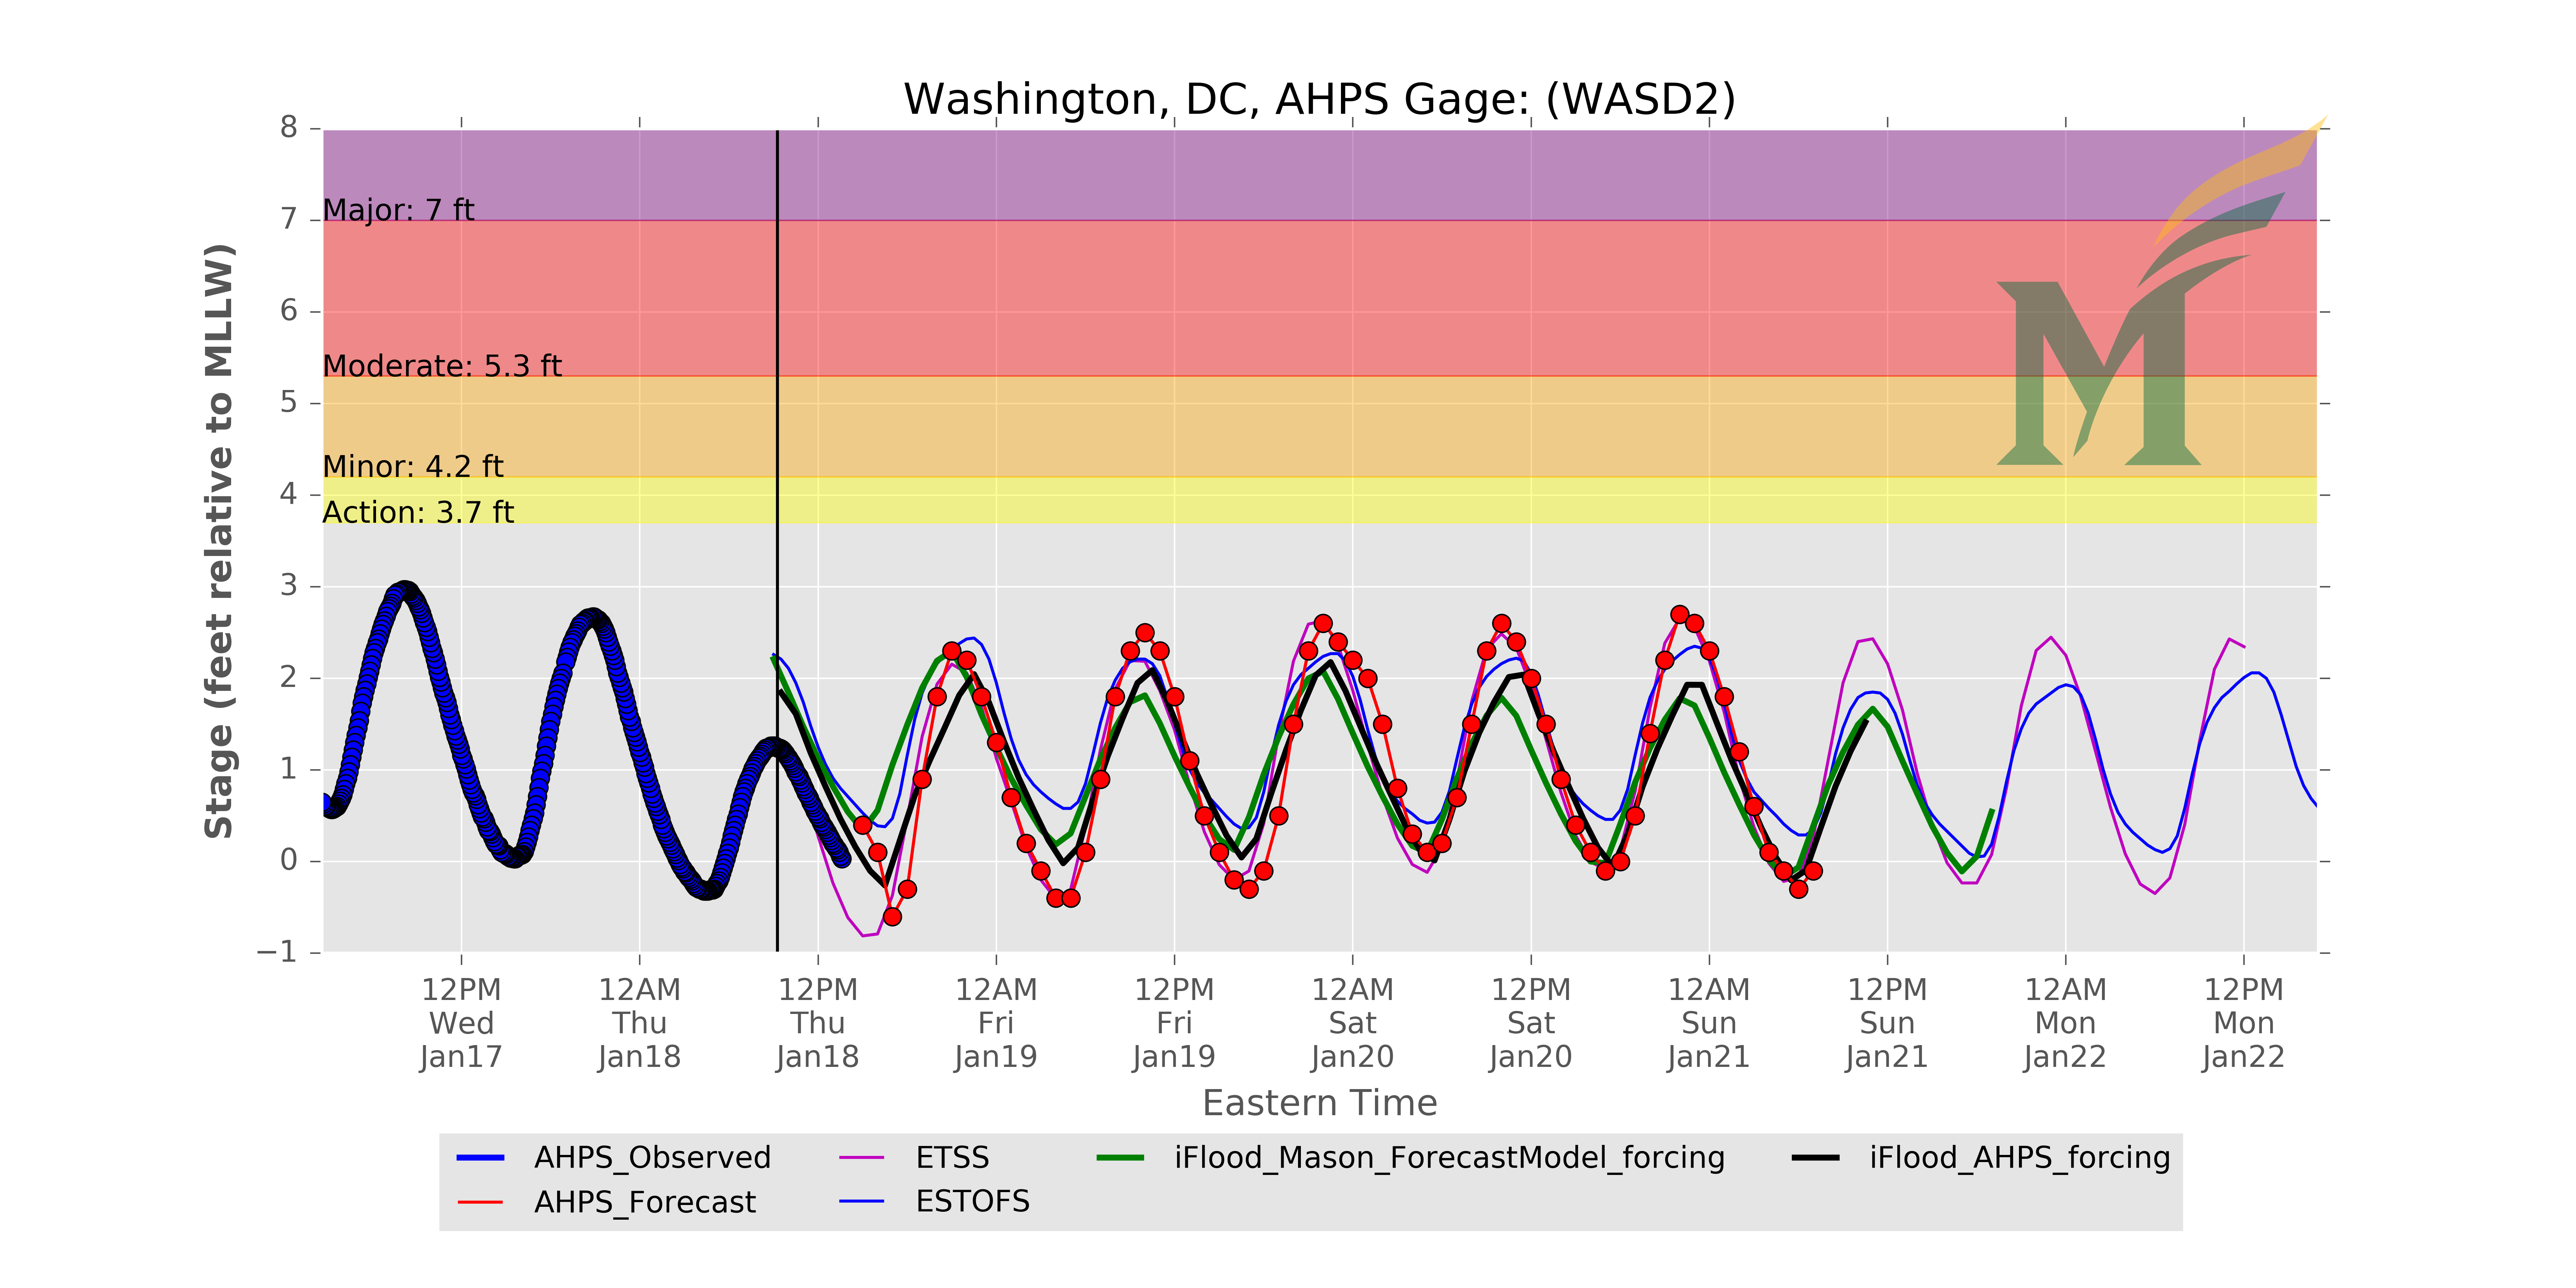 Washington, DC, AHPS Gage: (WASD2)
Stage (feet relative to MLLW)
8
7
6
5
4
3
2
1
0
−1
Major: 7 ft
Moderate: 5.3 ft
Minor: 4.2 ft
Action: 3.7 ft
M
12PM 12AM 12PM 12AM 12PM 12AM 12PM 12AM 12PM 12AM 12PM
Wed Thu Thu Fri Fri Sat Sat Sun Sun Mon Mon
Jan17 Jan18 Jan18 Jan19 Jan19 Jan20 Jan20 Jan21 Jan21 Jan22 Jan22
Eastern Time
AHPS_Observed ETSS iFlood_Mason_ForecastModel_forcing iFlood_AHPS_forcing
AHPS_Forecast ESTOFS